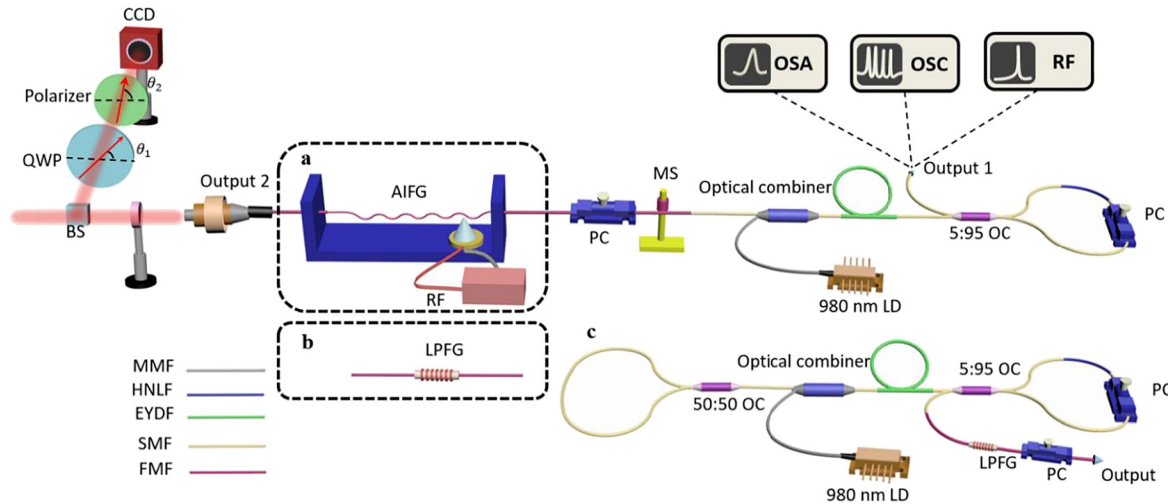 CCD
θ2
Polarizer
QWP
θ1
BS
Output 2
a
AIFG
RF
PC
MS
Optical combiner
980 nm LD
OSA
OSC
RF
Output 1
5:95 OC
PC
b
LPFG
MMF
HNLF
EYDF
SMF
FMF
c
50:50 OC
Optical combiner
980 nm LD
5:95 OC
PC
LPFG
PC
Output